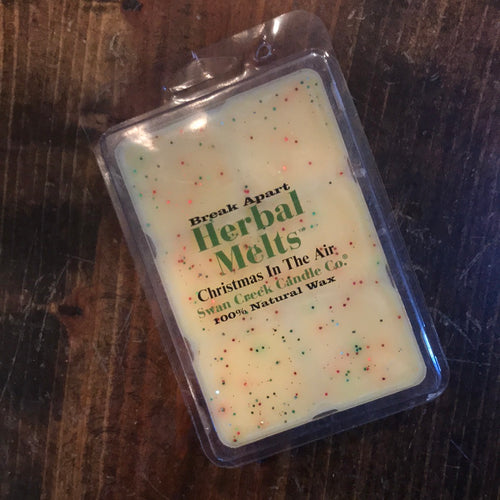 Break Apart
Herbal
Melts™
Christmas In The Air
Swan Creek Candle Co.®
100% Natural Wax